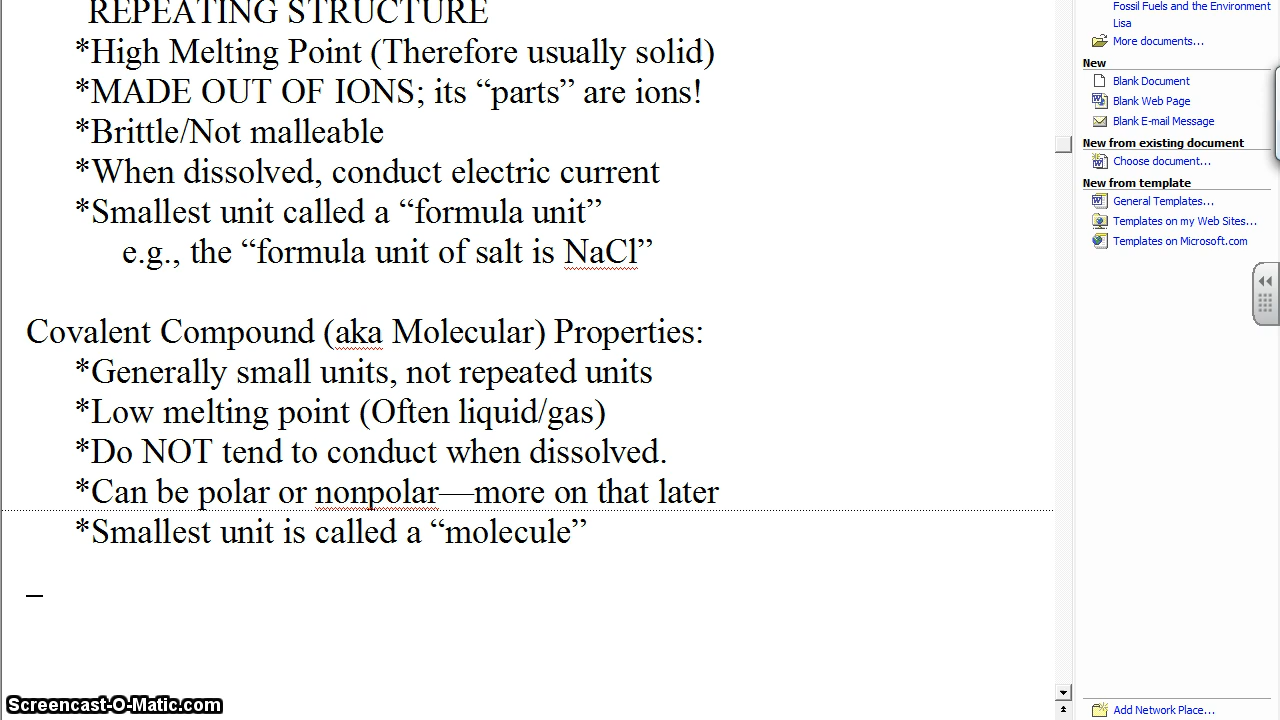 REPEATING STRUCTURE
*High Melting Point (Therefore usually solid)
*MADE OUT OF IONS; its “parts” are ions!
*Brittle/Not malleable
*When dissolved, conduct electric current
*Smallest unit called a “formula unit”
e.g., the “formula unit of salt is NaCl”
Covalent Compound (aka Molecular) Properties:
*Generally small units, not repeated units
*Low melting point (Often liquid/gas)
*Do NOT tend to conduct when dissolved.
*Can be polar or nonpolar—more on that later
*Smallest unit is called a “molecule”
Fossil Fuels and the Environment
Lisa
More documents...
New
Blank Document
Blank Web Page
Blank E-mail Message
New from existing document
Choose document...
New from template
General Templates...
Templates on my Web Sites...
Templates on Microsoft.com
Add Network Place...
Screencast-O-Matic.com